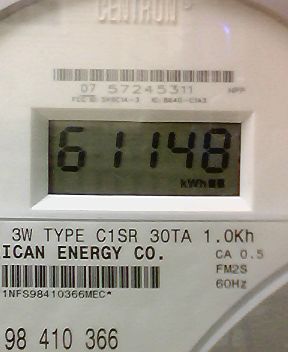 CENTRON
07 57245311
61148
kWh
3W TYPE C1SR 30TA 1.0Kh
ICAN ENERGY CO.
CA 0.5
FM2S
60Hz
1NFS98410366MEC*
98 410 366